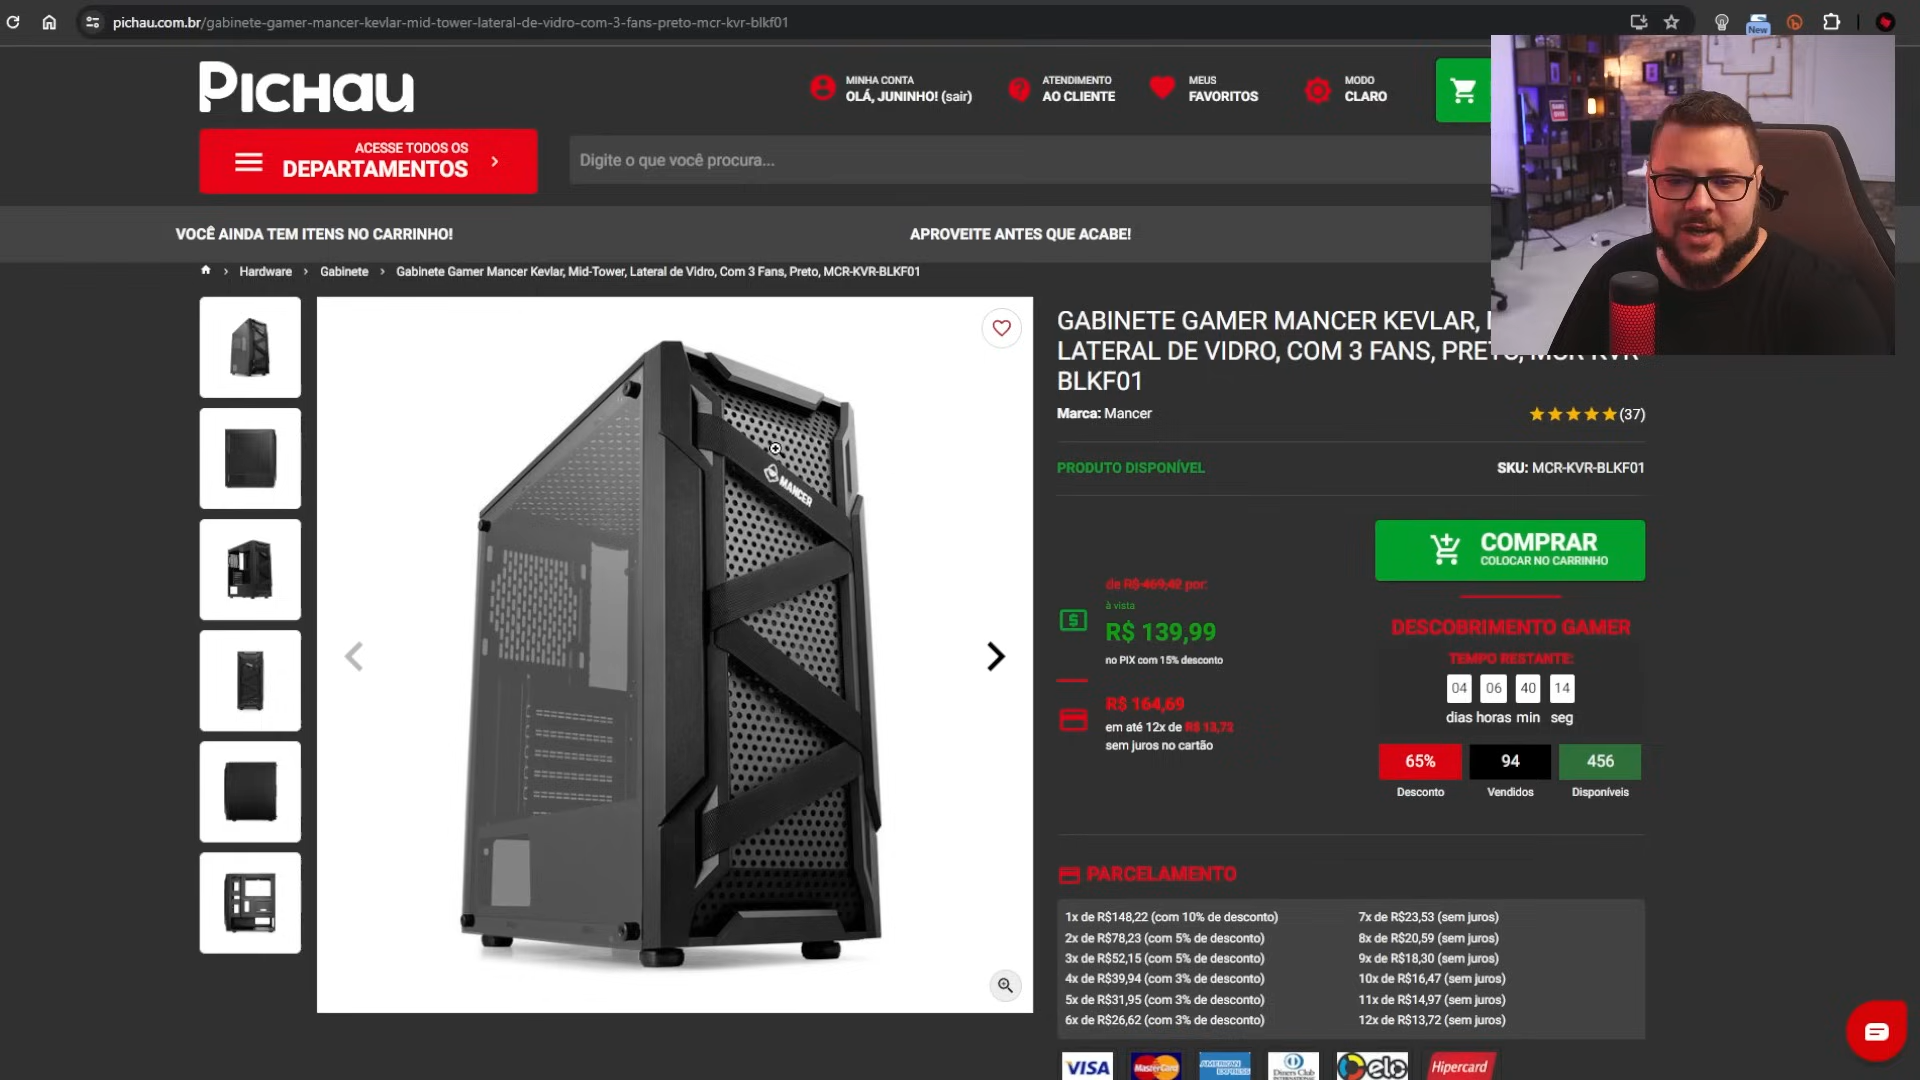 pichau.com.br/gabinete-gamer-mancer-kevlar-mid-tower-lateral-de-vidro-com-3-fans-preto-mcr-kvr-blkf01
New
PICHAU
MINHA CONTA
OLÁ, JUNINHO! (sair)
ATENDIMENTO
AO CLIENTE
MEUS
FAVORITOS
MODO
CLARO
ACESSE TODOS OS
DEPARTAMENTOS
Digite o que você procura...
VOCÊ AINDA TEM ITENS NO CARRINHO!
APROVEITE ANTES QUE ACABE!
Hardware > Gabinete > Gabinete Gamer Mancer Kevlar, Mid-Tower, Lateral de Vidro, Com 3 Fans, Preto, MCR-KVR-BLKF01
MANCER
GABINETE GAMER MANCER KEVLAR,
LATERAL DE VIDRO, COM 3 FANS, PRETO, MCR-KVR-
BLKF01
Marca: Mancer
(37)
PRODUTO DISPONÍVEL
SKU: MCR-KVR-BLKF01
COMPRAR
COLOCAR NO CARRINHO
de R$ 469,42 por:
à vista
R$ 139,99
no PIX com 15% desconto
R$ 164,69
em até 12x de R$ 13,72
sem juros no cartão
DESCOBRIMENTO GAMER
TEMPO RESTANTE:
04 06 40 14
dias horas min seg
65% 94 456
Desconto Vendidos Disponíveis
PARCELAMENTO
1x de R$148,22 (com 10% de desconto)
2x de R$78,23 (com 5% de desconto)
3x de R$52,15 (com 5% de desconto)
4x de R$39,94 (com 3% de desconto)
5x de R$31,95 (com 3% de desconto)
6x de R$26,62 (com 3% de desconto)
7x de R$23,53 (sem juros)
8x de R$20,59 (sem juros)
9x de R$18,30 (sem juros)
10x de R$16,47 (sem juros)
11x de R$14,97 (sem juros)
12x de R$13,72 (sem juros)
VISA
MasterCard
AMERICAN EXPRESS
Diners Club
INTERNATIONAL
elo
Hipercard